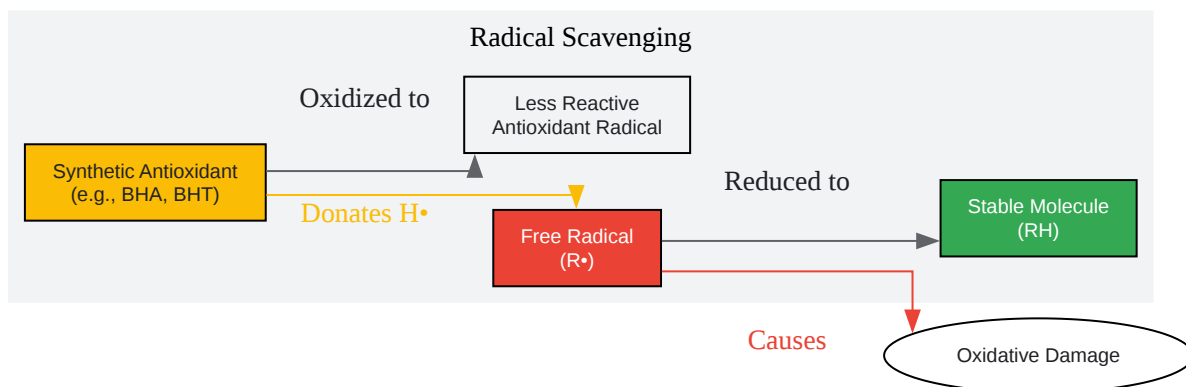 Radical Scavenging
Oxidized to
Less Reactive
Antioxidant Radical
Synthetic Antioxidant
(e.g., BHA, BHT)
Donates H•
Reduced to
Free Radical
(R•)
Stable Molecule
(RH)
Causes
Oxidative Damage